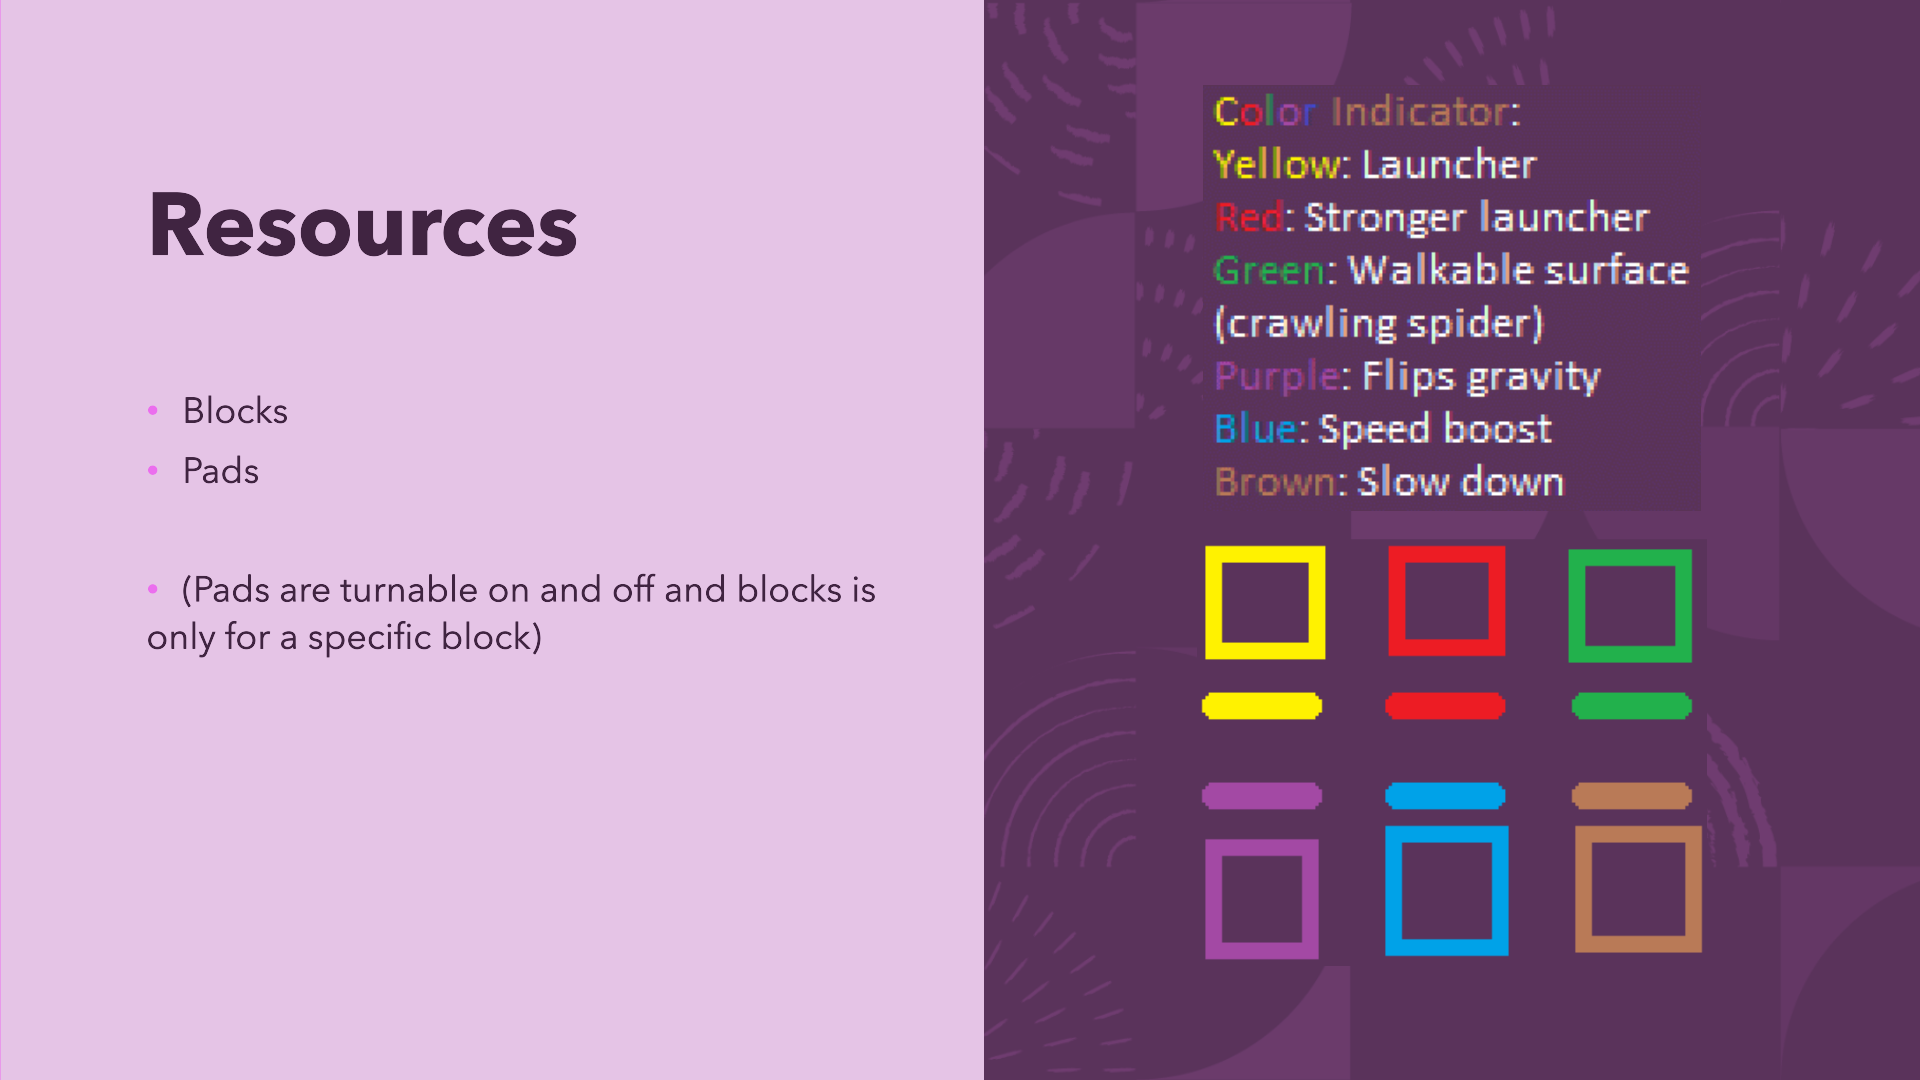 Resources
• Blocks
• Pads
• (Pads are turnable on and off and blocks is
only for a specific block)
Color Indicator:
Yellow: Launcher
Red: Stronger launcher
Green: Walkable surface
(crawling spider)
Purple: Flips gravity
Blue: Speed boost
Brown: Slow down